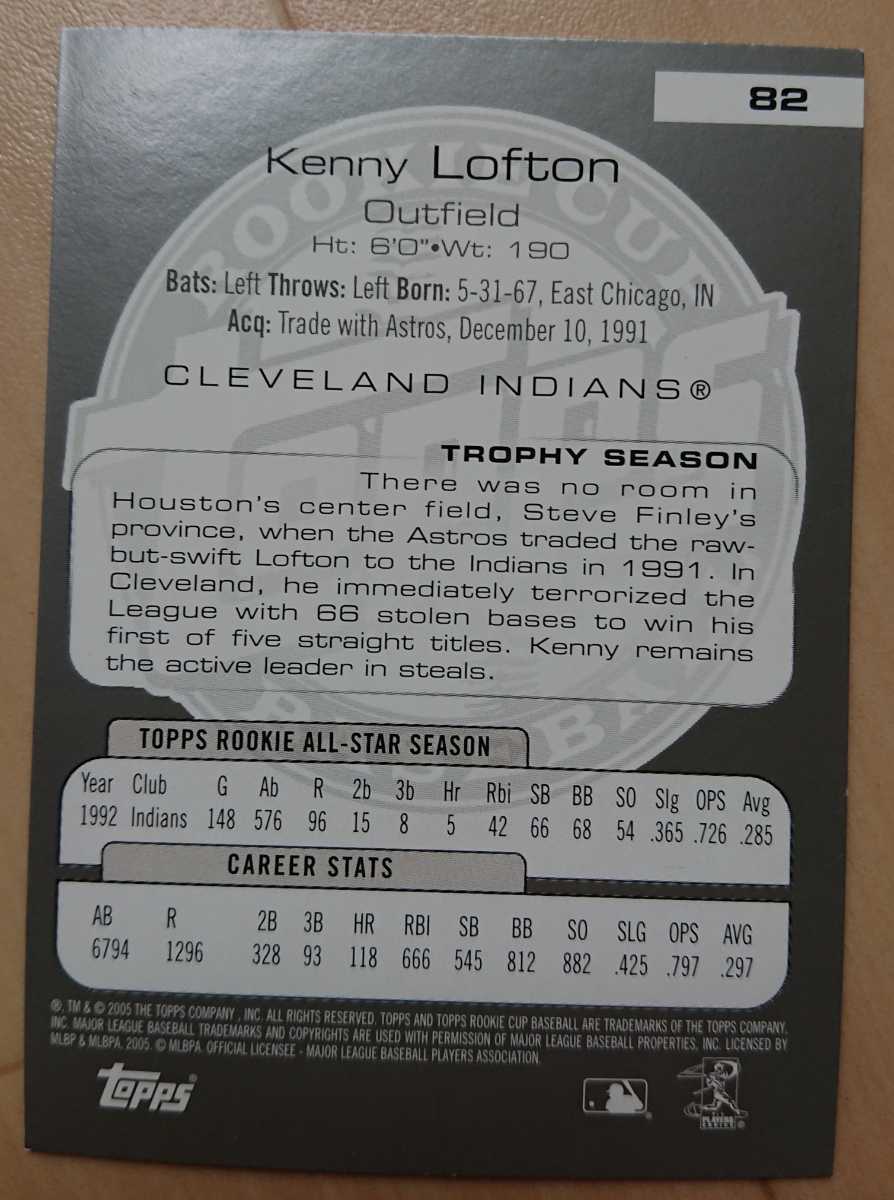 82
Kenny Lofton
Outfield
Ht: 6'0"•Wt: 190
Bats: Left Throws: Left Born: 5-31-67, East Chicago, IN
Acq: Trade with Astros, December 10, 1991
CLEVELAND INDIANS®
TROPHY SEASON
There was no room in
Houston's center field, Steve Finley's
province, when the Astros traded the raw-
but-swift Lofton to the Indians in 1991. In
Cleveland, he immediately terrorized the
League with 66 stolen bases to win his
first of five straight titles. Kenny remains
the active leader in steals.
TOPPS ROOKIE ALL-STAR SEASON
Year Club G Ab R 2b 3b Hr Rbi SB BB SO Slg OPS Avg
1992 Indians 148 576 96 15 8 5 42 66 68 54 .365 .726 .285
CAREER STATS
AB R 2B 3B HR RBI SB BB SO SLG OPS AVG
6794 1296 328 93 118 666 545 812 882 .425 .797 .297
®, TM & © 2005 THE TOPPS COMPANY, INC. ALL RIGHTS RESERVED. TOPPS AND TOPPS ROOKIE CUP BASEBALL ARE TRADEMARKS OF THE TOPPS COMPANY,
INC. MAJOR LEAGUE BASEBALL TRADEMARKS AND COPYRIGHTS ARE USED WITH PERMISSION OF MAJOR LEAGUE BASEBALL PROPERTIES, INC. LICENSED BY
MLBP & MLBPA, 2005. © MLBPA. OFFICIAL LICENSEE - MAJOR LEAGUE BASEBALL PLAYERS ASSOCIATION.
Topps®
PLAYERS
CHOICE
ROOKIE CUP
TOPPS